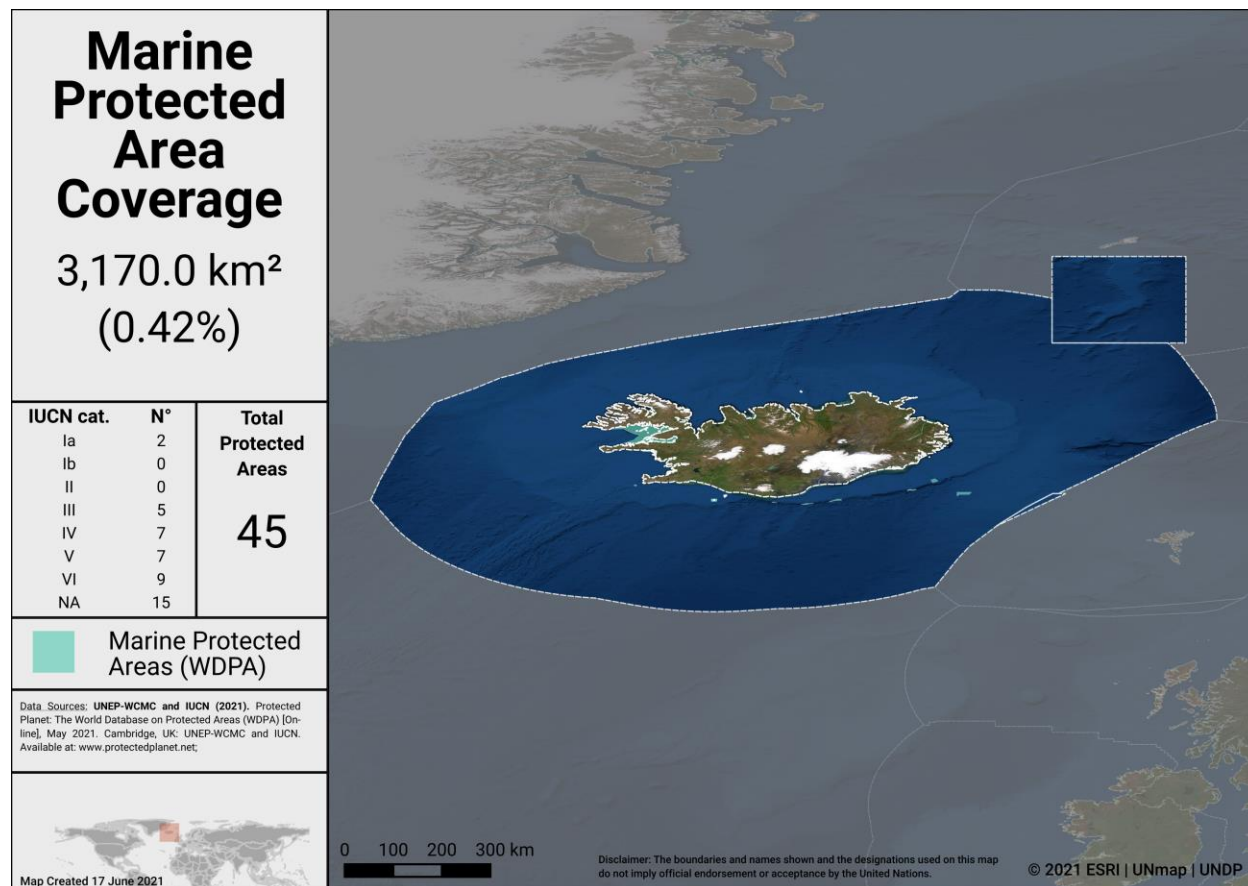 Marine
Protected
Area
Coverage
3,170.0 km²
(0.42%)
IUCN cat. N°
Ia 2
Ib 0
II 0
III 5
IV 7
V 7
VI 9
NA 15
Total
Protected
Areas
45
Marine Protected
Areas (WDPA)
Data Sources: UNEP-WCMC and IUCN (2021). Protected
Planet: The World Database on Protected Areas (WDPA) [On-
line], May 2021. Cambridge, UK: UNEP-WCMC and IUCN.
Available at: www.protectedplanet.net;
Map Created 17 June 2021
0 100 200 300 km
Disclaimer: The boundaries and names shown and the designations used on this map
do not imply official endorsement or acceptance by the United Nations.
© 2021 ESRI | UNmap | UNDP